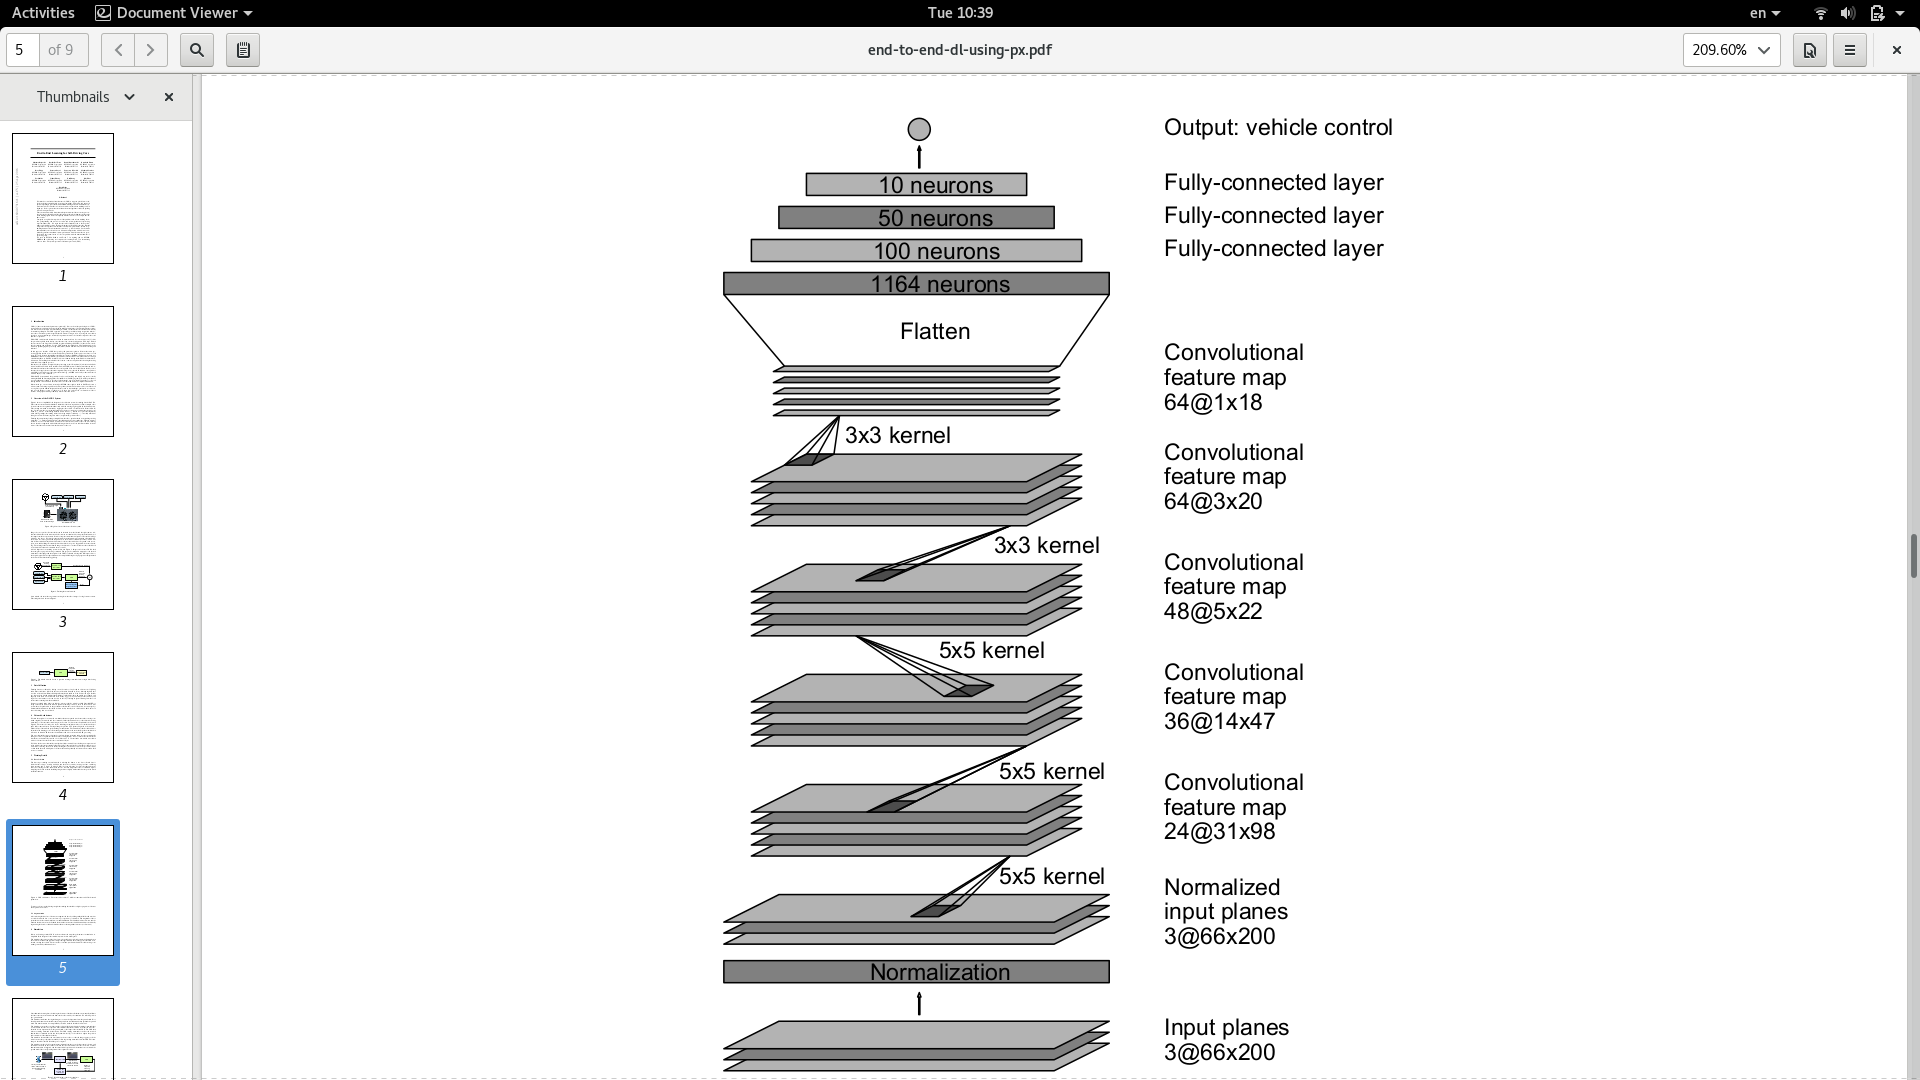 Activities
Document Viewer
Tue 10:39
en
5
of 9
end-to-end-dl-using-px.pdf
209.60%
Thumbnails
1
2
3
4
5
Output: vehicle control
10 neurons
Fully-connected layer
50 neurons
Fully-connected layer
100 neurons
Fully-connected layer
1164 neurons
Flatten
Convolutional
feature map
64@1x18
3x3 kernel
Convolutional
feature map
64@3x20
3x3 kernel
Convolutional
feature map
48@5x22
5x5 kernel
Convolutional
feature map
36@14x47
5x5 kernel
Convolutional
feature map
24@31x98
5x5 kernel
Normalized
input planes
3@66x200
Normalization
Input planes
3@66x200